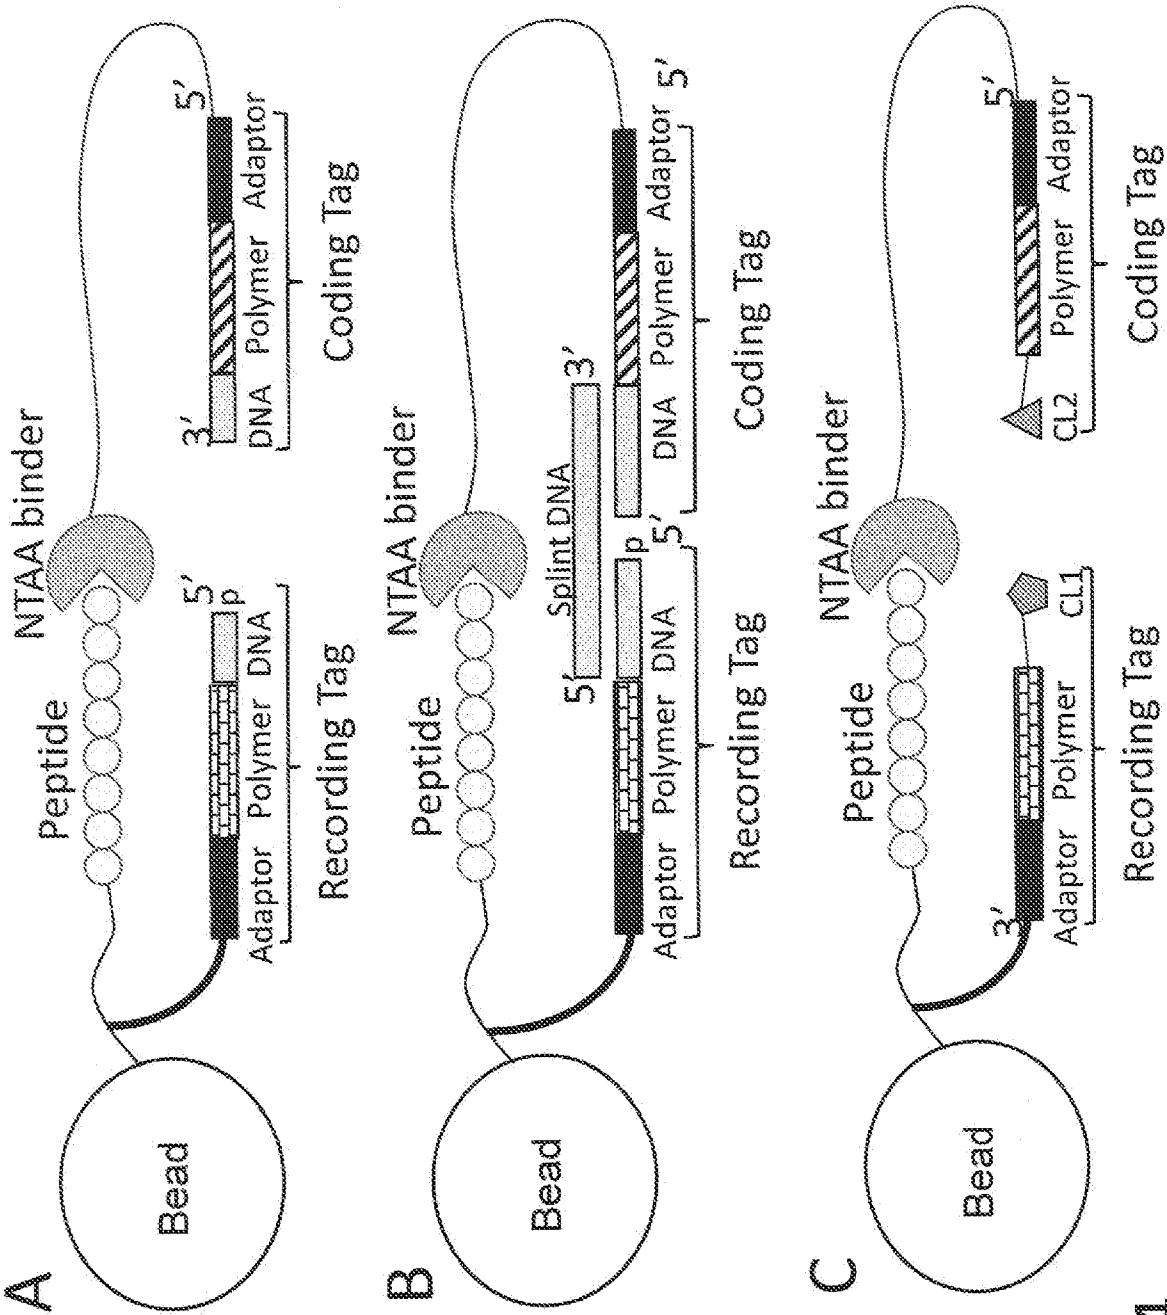 A
NTAA binder
Peptide
5'
p
3'
5'
Adaptor Polymer DNA
DNA Polymer Adaptor
Recording Tag
Coding Tag
Bead
B
NTAA binder
Peptide
Splint DNA
5'
3'
p
5'
5'
Adaptor Polymer DNA
DNA Polymer Adaptor
Recording Tag
Coding Tag
Bead
C
NTAA binder
Peptide
3'
5'
CL1
CL2
Adaptor Polymer
Polymer Adaptor
Recording Tag
Coding Tag
Bead
1